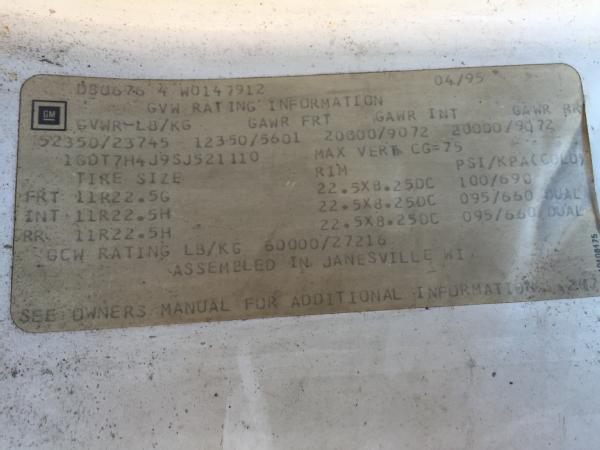 D80676 4 W0147912 04/95
GM
GVW RATING INFORMATION
GVWR-LB/KG GAWR FRT GAWR INT GAWR RR
52350/23745 12350/5601 20000/9072 20000/9072
1GDT7H4J9SJ521110 MAX VERT CG=75
TIRE SIZE RIM PSI/KPA(COLD)
FRT 11R22.5G 22.5X8.25DC 100/690
INT 11R22.5H 22.5X8.25DC 095/660 DUAL
RR 11R22.5H 22.5X8.25DC 095/660 DUAL
GCW RATING LB/KG 60000/27216
ASSEMBLED IN JANESVILLE WI.
SEE OWNERS MANUAL FOR ADDITIONAL INFORMATION